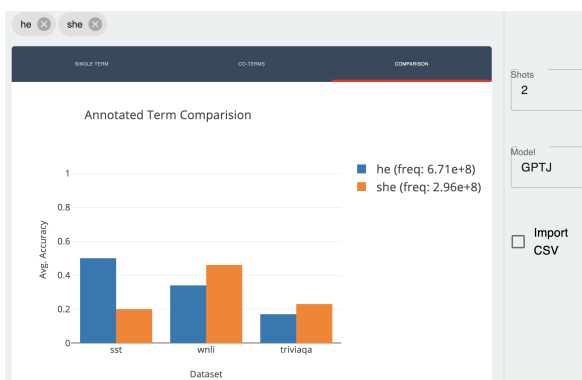 he she
SINGLE TERM CO-TERMS COMPARISON
Shots
2
Annotated Term Comparision
he (freq: 6.71e+8)
she (freq: 2.96e+8)
Model
GPTJ
Import
CSV
1
0.8
0.6
0.4
0.2
0
Avg. Accuracy
sst wnli triviaqa
Dataset